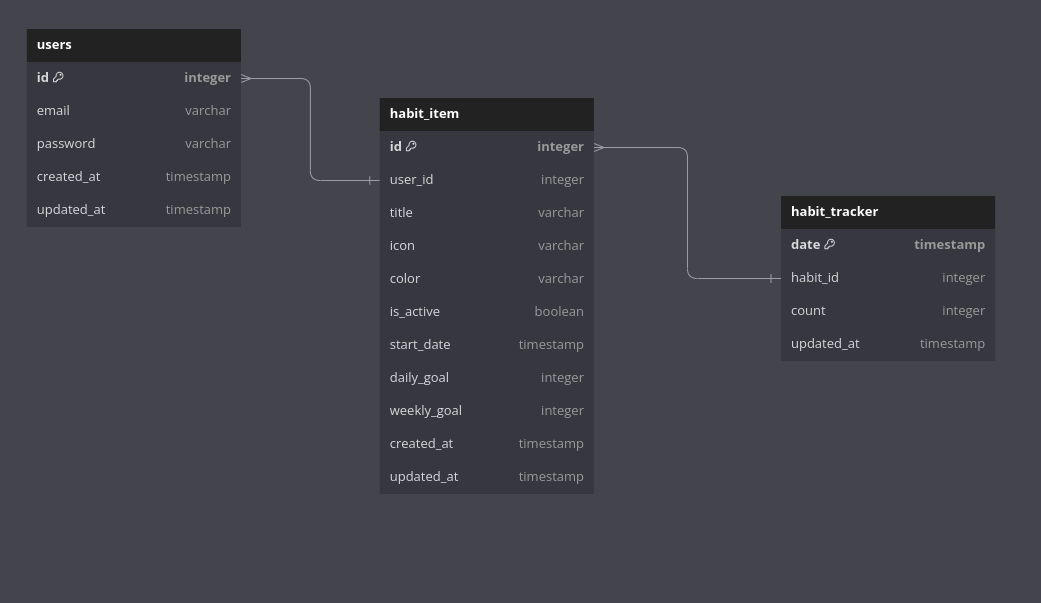 users
id integer
email varchar
password varchar
created_at timestamp
updated_at timestamp
habit_item
id integer
user_id integer
title varchar
icon varchar
color varchar
is_active boolean
start_date timestamp
daily_goal integer
weekly_goal integer
created_at timestamp
updated_at timestamp
habit_tracker
date timestamp
habit_id integer
count integer
updated_at timestamp